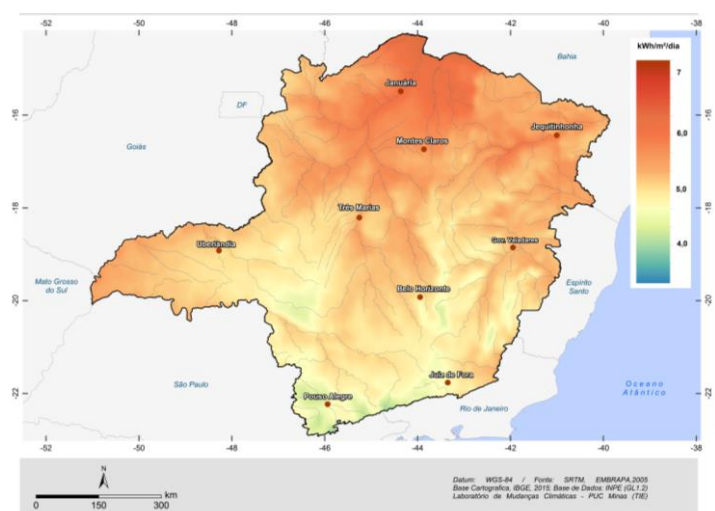 -52 -50 -48 -46 -44 -42 -40
kWh/m²/dia
7
6,0
5,0
4,0
Bahia
Januária
-16
DF
Jequitinhonha
Goiás
Montes Claros
-18
Três Marias
Uberlândia
Gov. Valadares
Mato Grosso
do Sul
Belo Horizonte
Espírito
Santo
-20
São Paulo
Juiz de Fora
Pouso Alegre
Oceano
Atlântico
-22
Rio de Janeiro
-52 -50 -48 -46 -44 -42 -40 -38
N
km
0 150 300
Datum: WGS-84 / Fonte: SRTM, EMBRAPA,2005
Base Cartografica, IBGE, 2015; Base de Dados: INPE (GL1.2)
Laboratório de Mudanças Climáticas - PUC Minas (TIE)
-16
-18
-20
-22